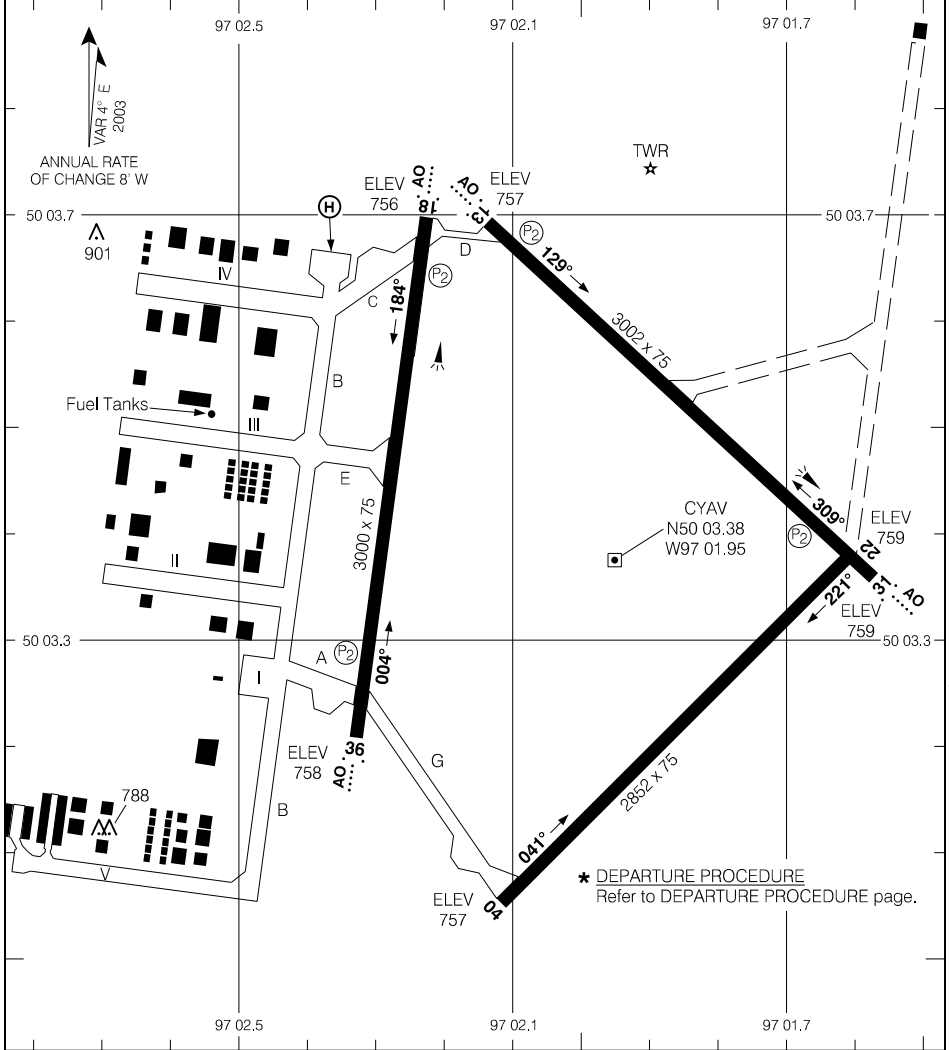 97 02.5
97 02.1
97 01.7
VAR 4° E
2003
ANNUAL RATE
OF CHANGE 8' W
TWR
ELEV
756
AO
18
AO
13
ELEV
757
H
50 03.7
50 03.7
901
IV
D
P2
P2
129°
C
184°
3002 x 75
B
Fuel Tanks
III
E
3000 x 75
CYAV
N50 03.38
W97 01.95
309°
P2
ELEV
759
22
II
31
AO
221°
ELEV
759
50 03.3
50 03.3
A
P2
004°
I
36
AO
ELEV
758
G
2852 x 75
788
B
041°
V
* DEPARTURE PROCEDURE
Refer to DEPARTURE PROCEDURE page.
ELEV
757
04
97 02.5
97 02.1
97 01.7